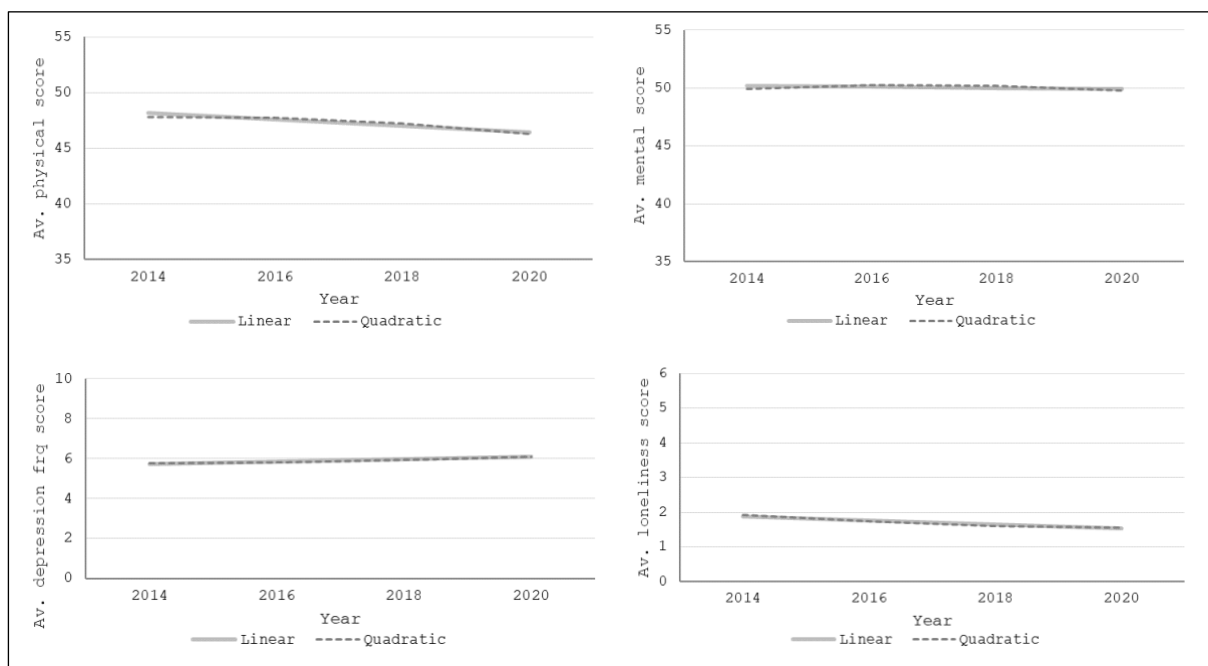 Av. physical score
55
50
45
40
35
2014 2016 2018 2020
Year
Linear Quadratic
Av. mental score
55
50
45
40
35
2014 2016 2018 2020
Year
Linear Quadratic
Av. depression frq score
10
8
6
4
2
0
2014 2016 2018 2020
Year
Linear Quadratic
Av. loneliness score
6
5
4
3
2
1
0
2014 2016 2018 2020
Year
Linear Quadratic